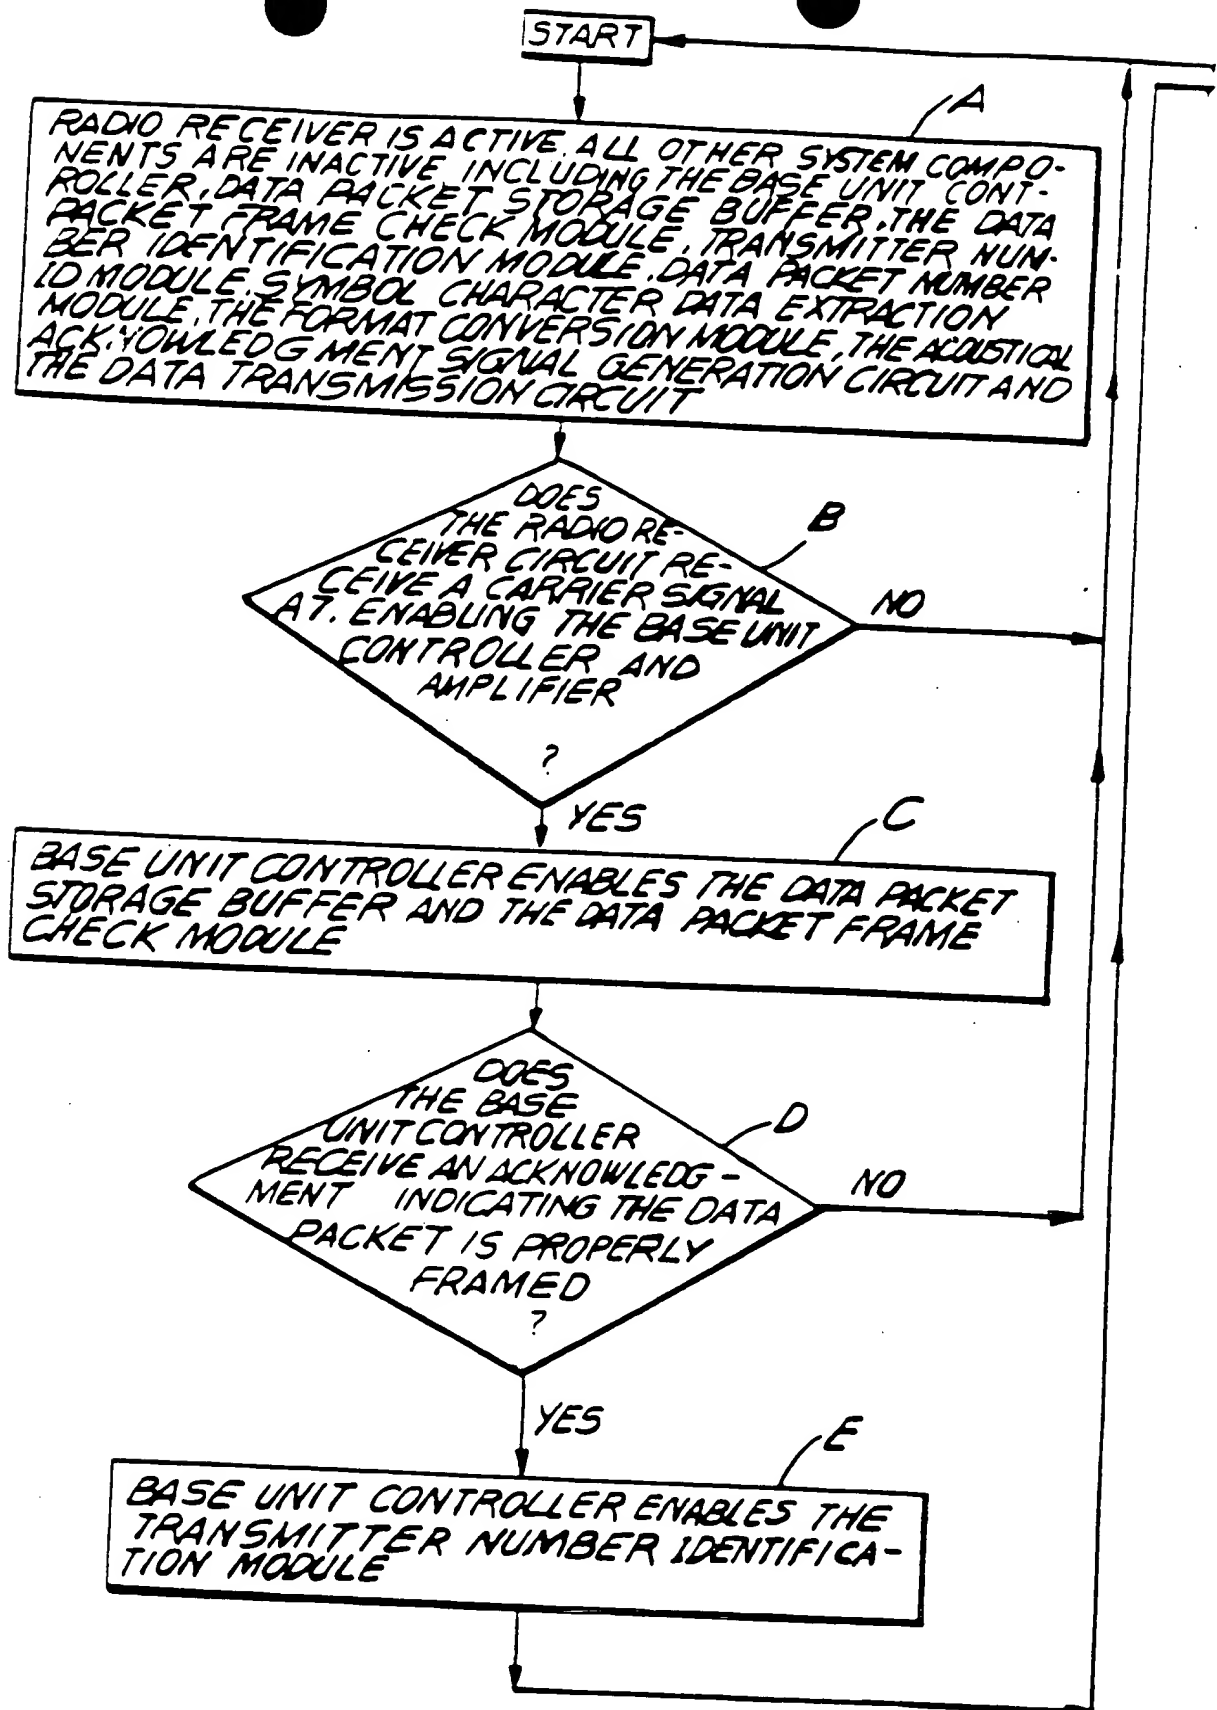 START
A
RADIO RECEIVER IS ACTIVE. ALL OTHER SYSTEM COMPO-
NENTS ARE INACTIVE INCLUDING THE BASE UNIT CONT-
ROLLER, DATA PACKET STORAGE BUFFER, THE DATA
PACKET FRAME CHECK MODULE, TRANSMITTER NUM-
BER IDENTIFICATION MODULE, DATA PACKET NUMBER
ID MODULE, SYMBOL CHARACTER DATA EXTRACTION
MODULE, THE FORMAT CONVERSION MODULE, THE ACOUSTICAL
ACKNOWLEDGMENT SIGNAL GENERATION CIRCUIT AND
THE DATA TRANSMISSION CIRCUIT
B
DOES
THE RADIO RE-
CEIVER CIRCUIT RE-
CEIVE A CARRIER SIGNAL
AT. ENABLING THE BASE UNIT
CONTROLLER AND
AMPLIFIER
?
NO
YES
C
BASE UNIT CONTROLLER ENABLES THE DATA PACKET
STORAGE BUFFER AND THE DATA PACKET FRAME
CHECK MODULE
D
DOES
THE BASE
UNIT CONTROLLER
RECEIVE AN ACKNOWLEDG-
MENT INDICATING THE DATA
PACKET IS PROPERLY
FRAMED
?
NO
YES
E
BASE UNIT CONTROLLER ENABLES THE
TRANSMITTER NUMBER IDENTIFICA-
TION MODULE